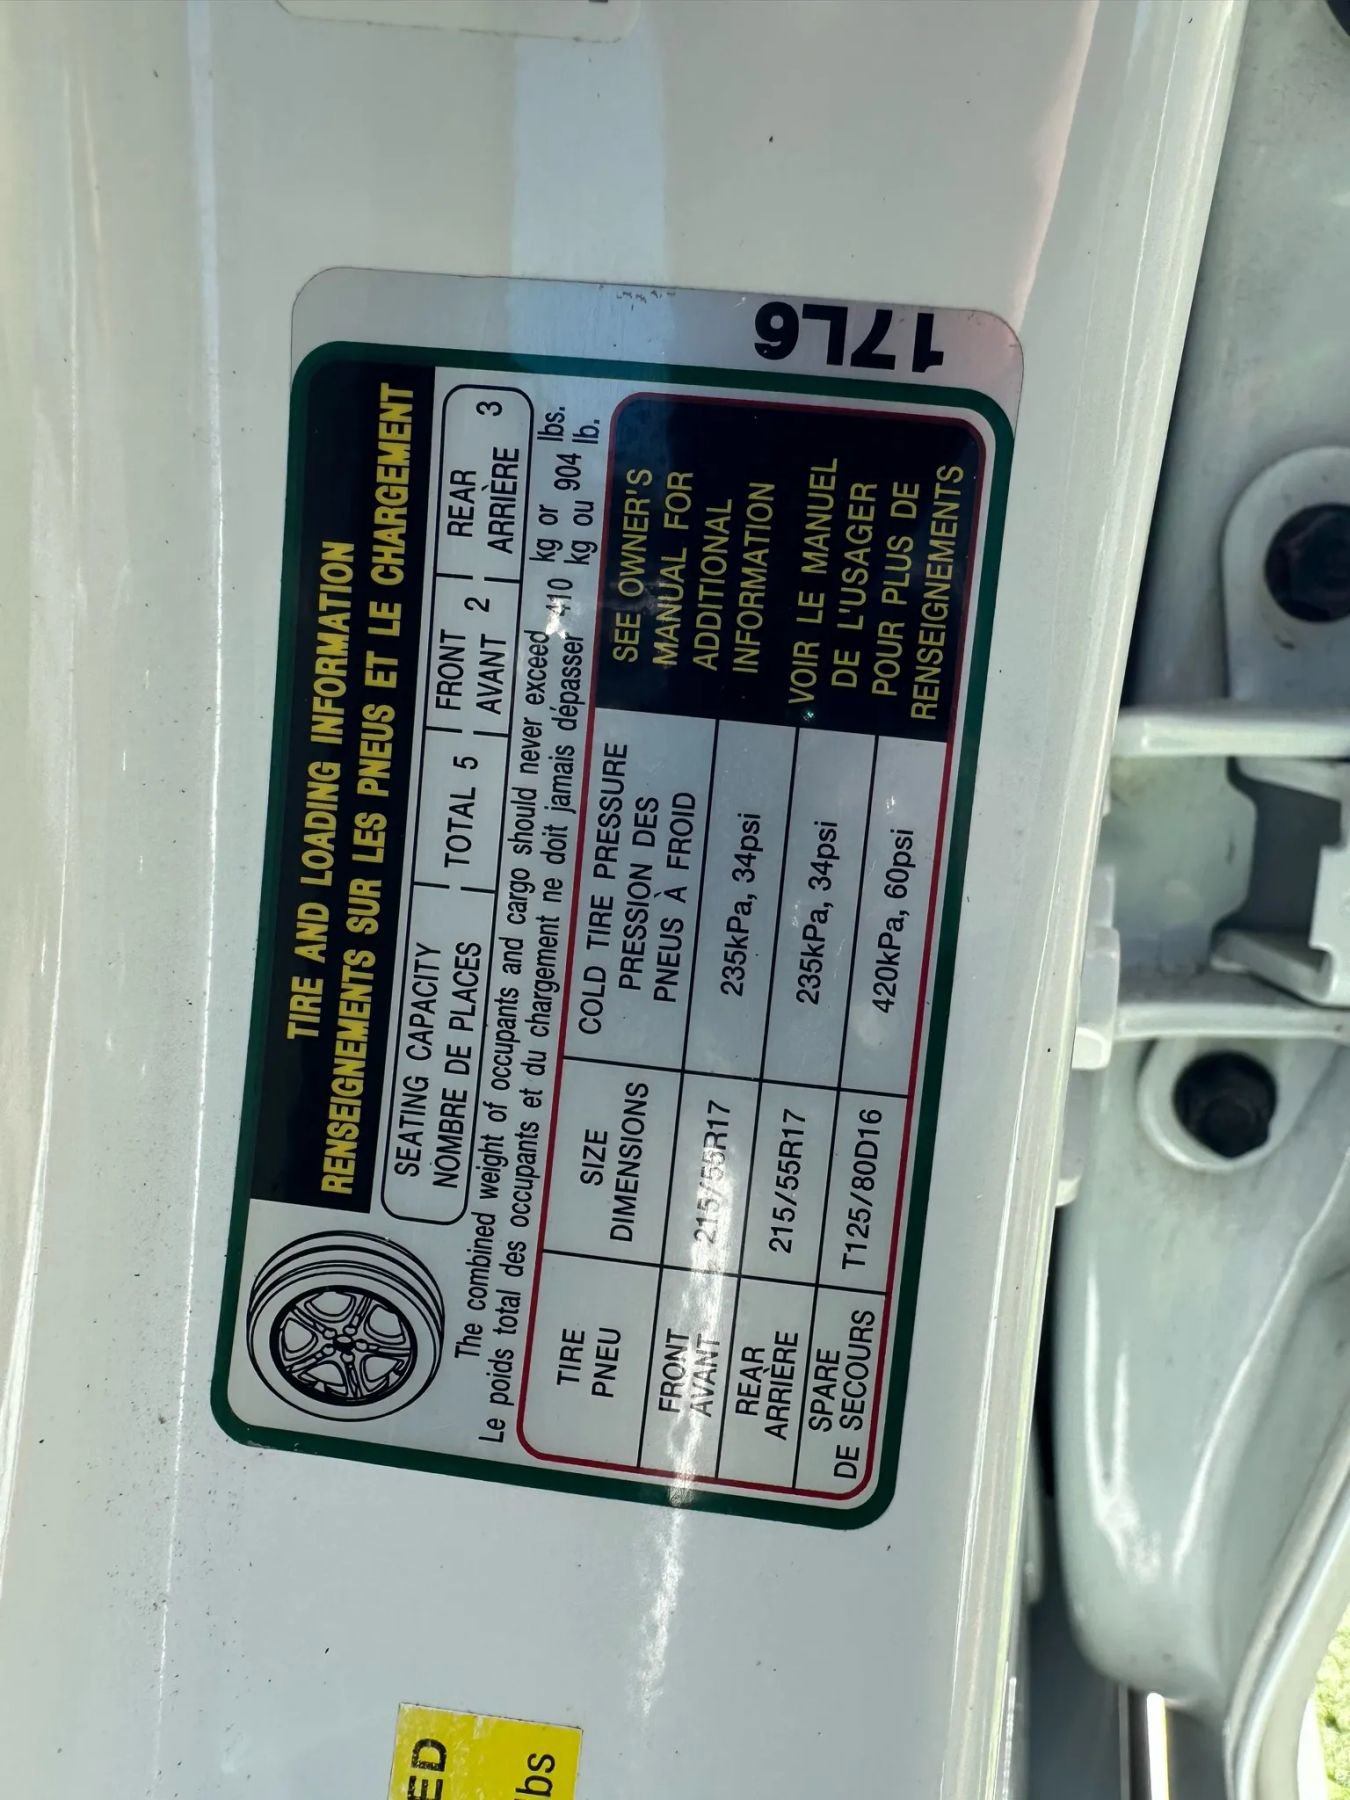 TIRE AND LOADING INFORMATION
RENSEIGNEMENTS SUR LES PNEUS ET LE CHARGEMENT
SEATING CAPACITY
NOMBRE DE PLACES
TOTAL 5
FRONT
AVANT 2
REAR
ARRIÈRE 3
The combined weight of occupants and cargo should never exceed 410 kg or lbs.
Le poids total des occupants et du chargement ne doit jamais dépasser kg ou 904 lb.
TIRE
PNEU
SIZE
DIMENSIONS
COLD TIRE PRESSURE
PRESSION DES
PNEUS À FROID
FRONT
AVANT
215/55R17
235kPa, 34psi
REAR
ARRIÈRE
215/55R17
235kPa, 34psi
SPARE
DE SECOURS
T125/80D16
420kPa, 60psi
SEE OWNER'S
MANUAL FOR
ADDITIONAL
INFORMATION
VOIR LE MANUEL
DE L'USAGER
POUR PLUS DE
RENSEIGNEMENTS
17L6
ED
lbs